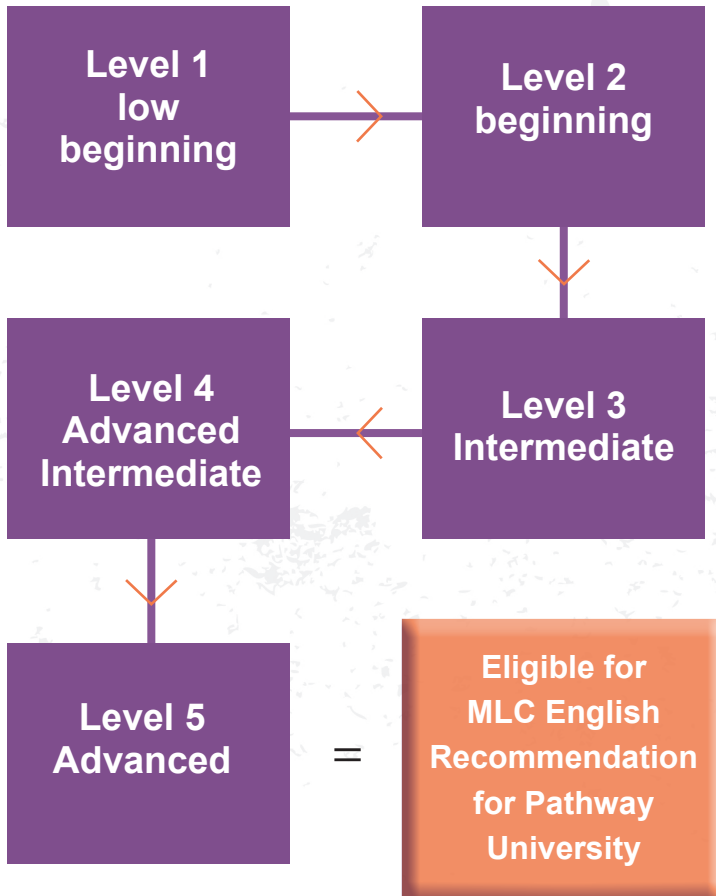 Level 1
low
beginning
Level 2
beginning
Level 3
Intermediate
Level 4
Advanced
Intermediate
Level 5
Advanced
=
Eligible for
MLC English
Recommendation
for Pathway
University